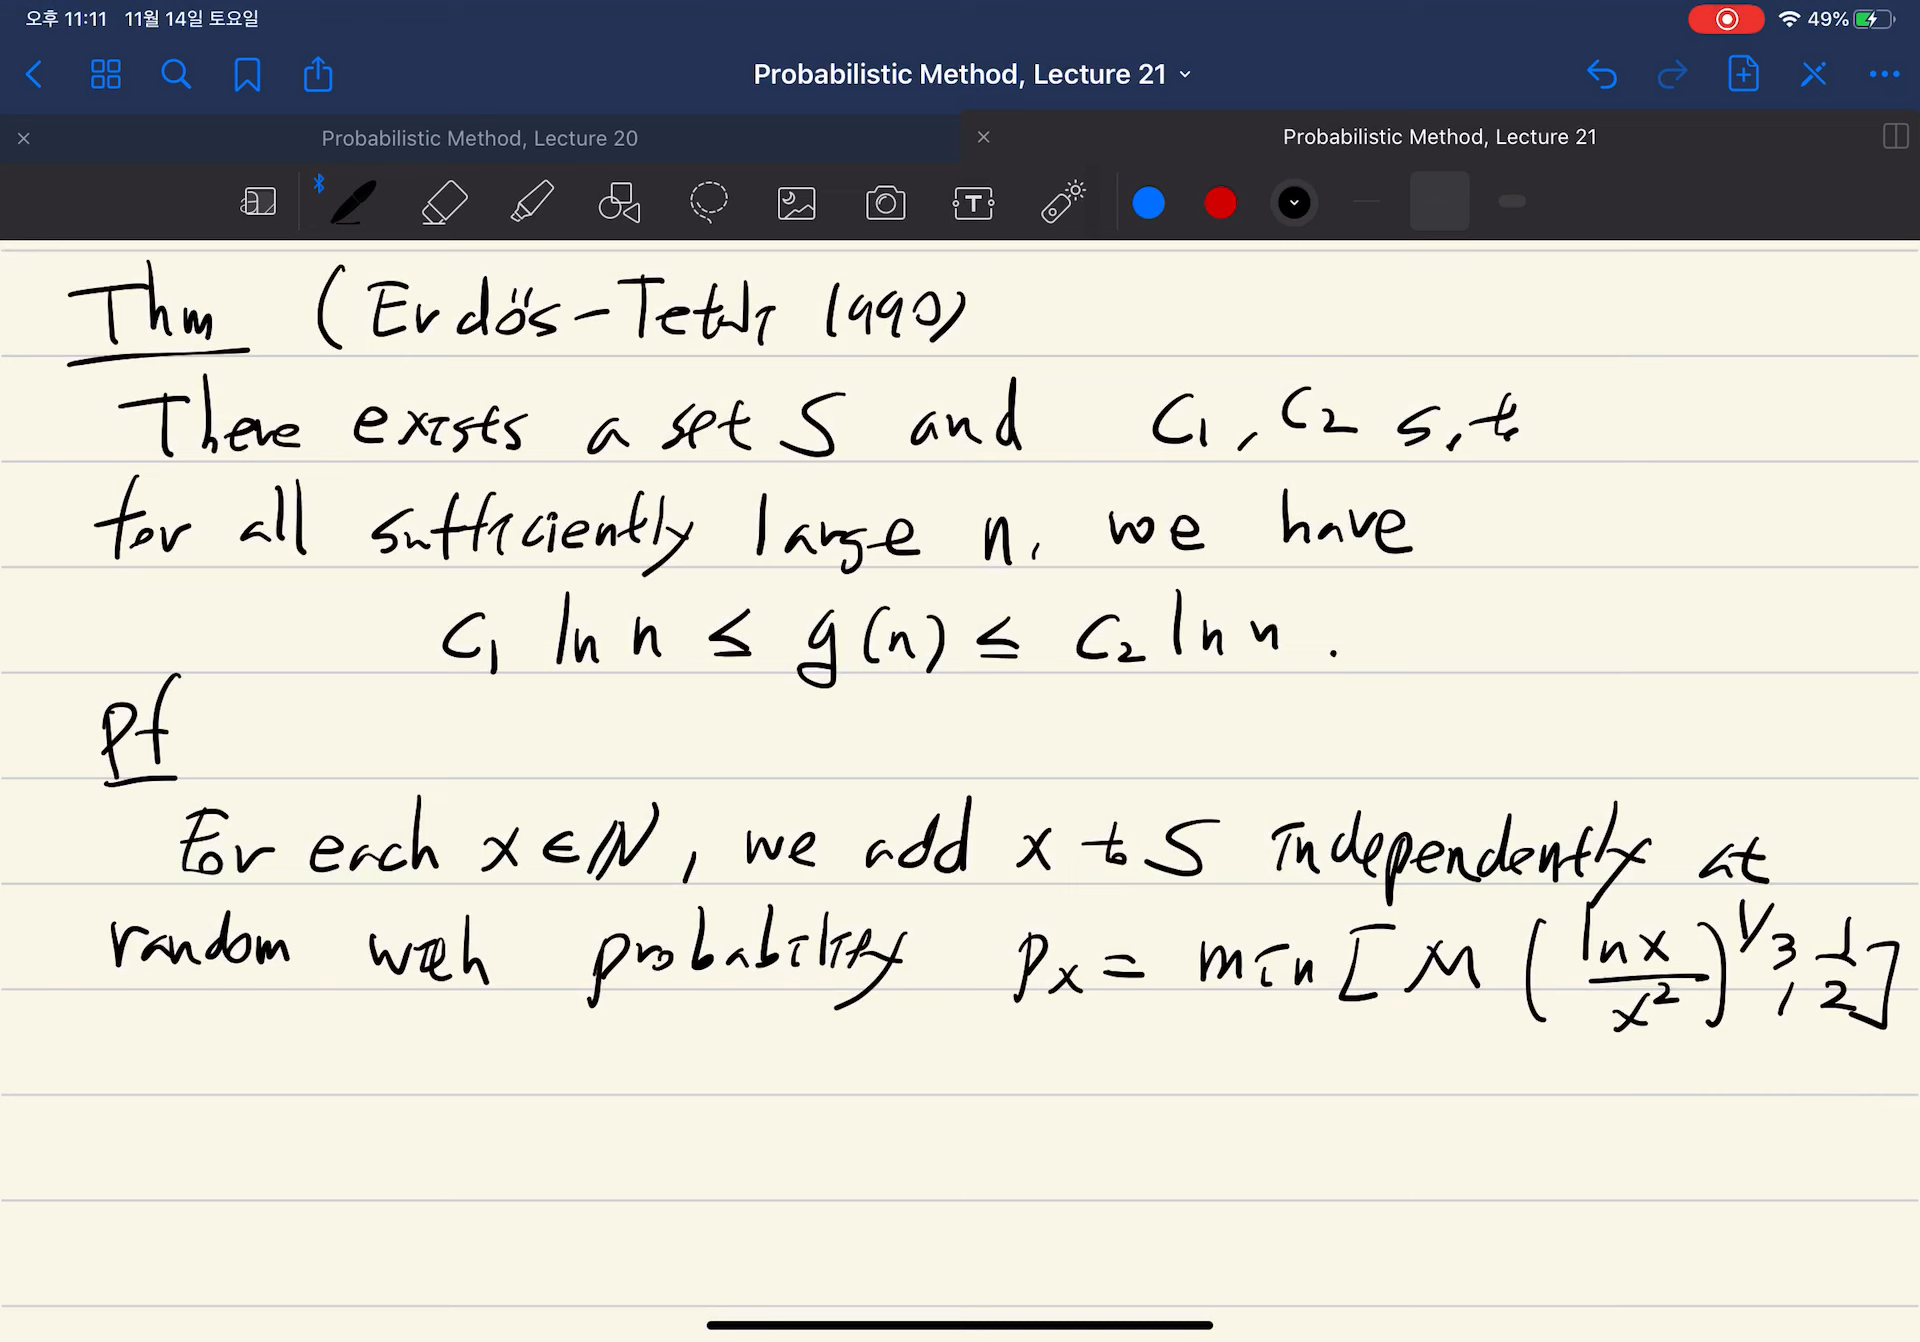 오후 11:11 11월 14일 토요일
49%
Probabilistic Method, Lecture 21
Probabilistic Method, Lecture 20
Probabilistic Method, Lecture 21
Thm (Erdös-Tetali 1990)
There exists a set S and C₁, C₂ s.t
for all sufficiently large n, we have
C₁ ln n ≤ g(n) ≤ C₂ ln n.
Pf
For each x ∈ ℕ, we add x to S independently at
random with probability pₓ = min [M (ln x / x²)^1/3, 1/2]